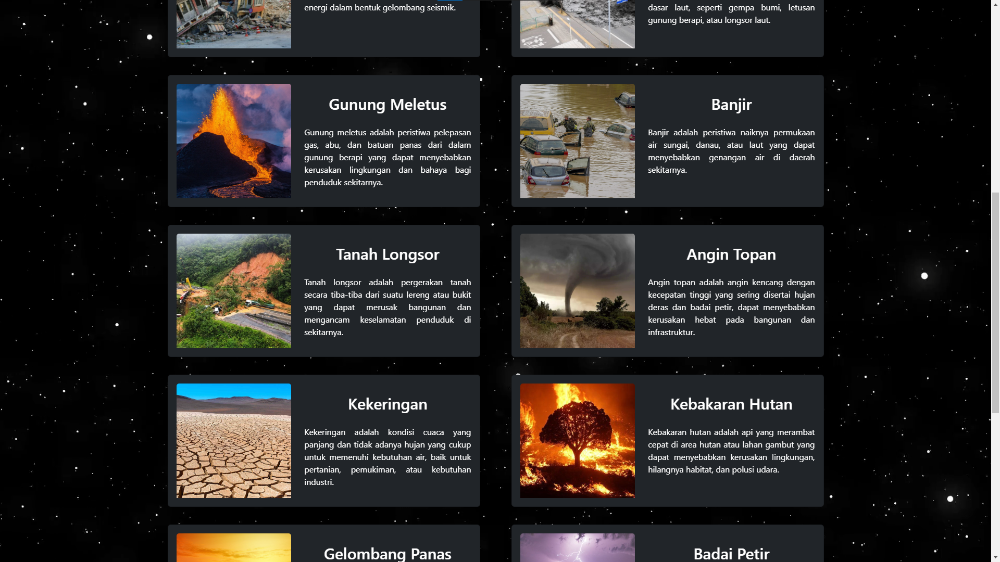 energi dalam bentuk gelombang seismik.
dasar laut, seperti gempa bumi, letusan
gunung berapi, atau longsor laut.
Gunung Meletus
Gunung meletus adalah peristiwa pelepasan
gas, abu, dan batuan panas dari dalam
gunung berapi yang dapat menyebabkan
kerusakan lingkungan dan bahaya bagi
penduduk sekitarnya.
Banjir
Banjir adalah peristiwa naiknya permukaan
air sungai, danau, atau laut yang dapat
menyebabkan genangan air di daerah
sekitarnya.
Tanah Longsor
Tanah longsor adalah pergerakan tanah
secara tiba-tiba dari suatu lereng atau bukit
yang dapat merusak bangunan dan
mengancam keselamatan penduduk di
sekitarnya.
Angin Topan
Angin topan adalah angin kencang dengan
kecepatan tinggi yang sering disertai hujan
deras dan badai petir, dapat menyebabkan
kerusakan hebat pada bangunan dan
infrastruktur.
Kekeringan
Kekeringan adalah kondisi cuaca yang
panjang dan tidak adanya hujan yang cukup
untuk memenuhi kebutuhan air, baik untuk
pertanian, pemukiman, atau kebutuhan
industri.
Kebakaran Hutan
Kebakaran hutan adalah api yang merambat
cepat di area hutan atau lahan gambut yang
dapat menyebabkan kerusakan lingkungan,
hilangnya habitat, dan polusi udara.
Gelombang Panas
Badai Petir